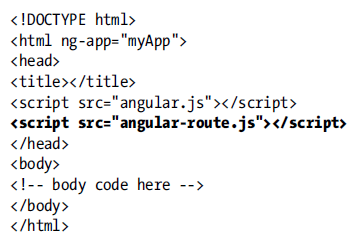 <!DOCTYPE html>
<html ng-app="myApp">
<head>
<title></title>
<script src="angular.js"></script>
<script src="angular-route.js"></script>
</head>
<body>
<!-- body code here -->
</body>
</html>